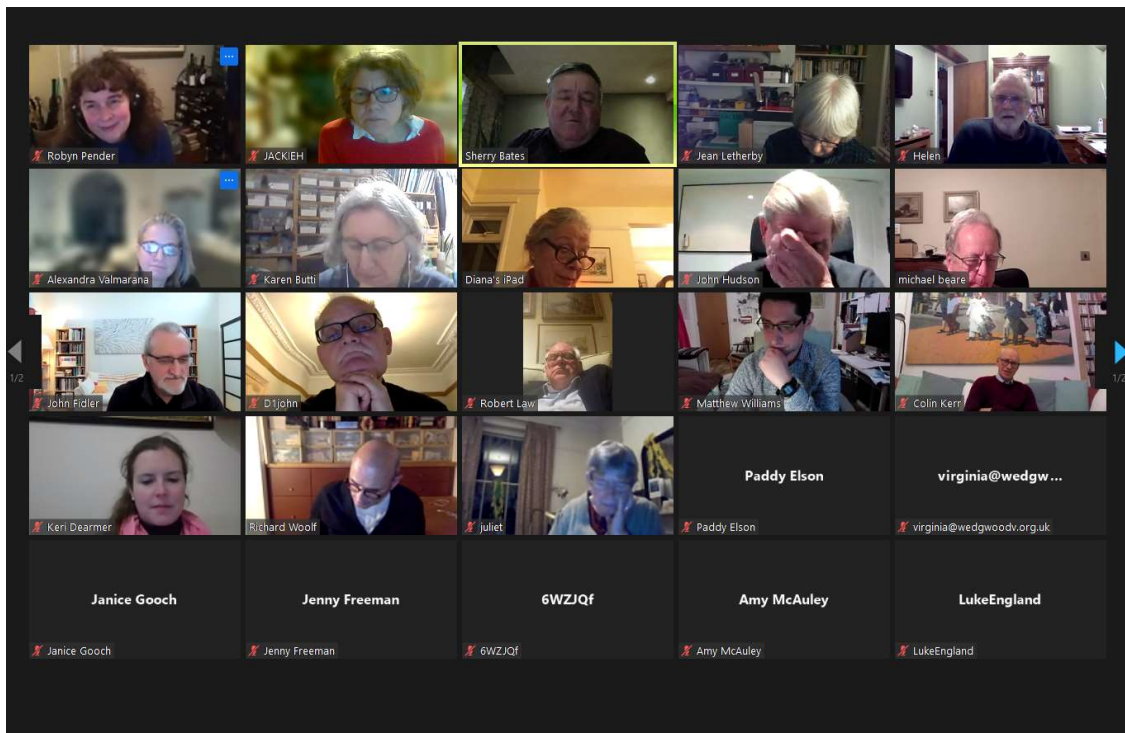 Robyn Pender
JACKIEH
Sherry Bates
Jean Letherby
Helen
Alexandra Valmarana
Karen Butti
Diana's iPad
John Hudson
michael beare
1/2
John Fidler
D1john
Robert Law
Matthew Williams
Colin Kerr
1/2
Keri Dearmer
Richard Woolf
juliet
Paddy Elson
Paddy Elson
virginia@wedgw...
virginia@wedgwoodv.org.uk
Janice Gooch
Janice Gooch
Jenny Freeman
Jenny Freeman
6WZJQf
6WZJQf
Amy McAuley
Amy McAuley
LukeEngland
LukeEngland